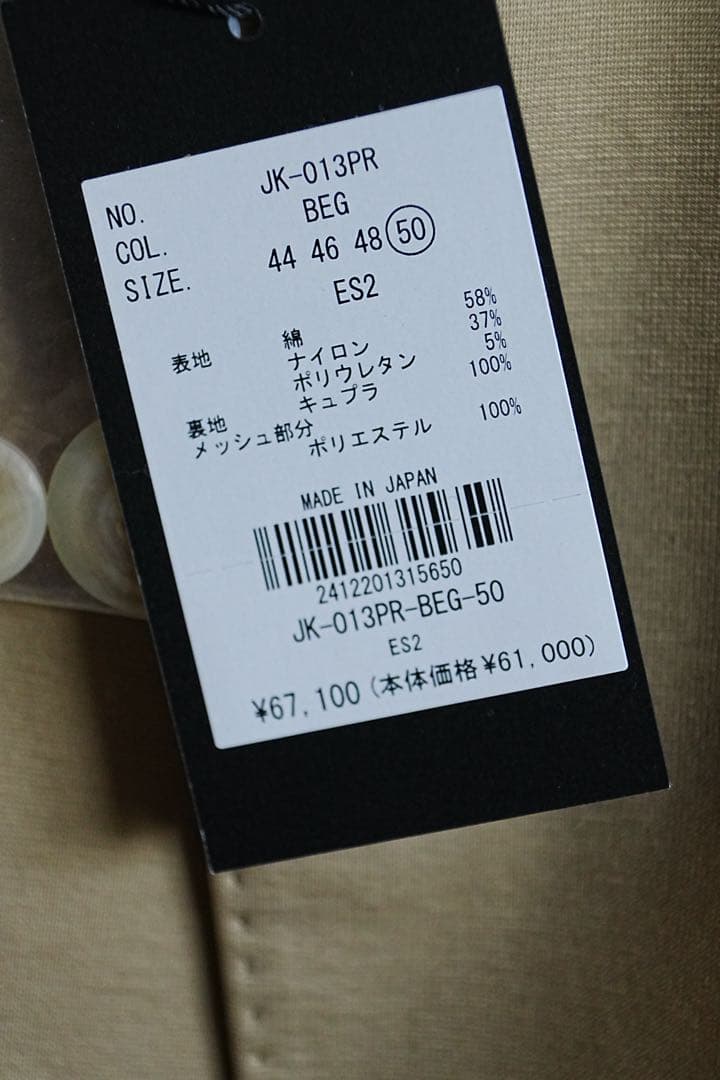 NO. JK-013PR
COL. BEG
SIZE. 44 46 48 50
ES2
表地 綿 58%
ナイロン 37%
ポリウレタン 5%
裏地 キュプラ 100%
メッシュ部分
ポリエステル 100%
MADE IN JAPAN
2412201315650
JK-013PR-BEG-50
ES2
¥67,100(本体価格¥61,000)